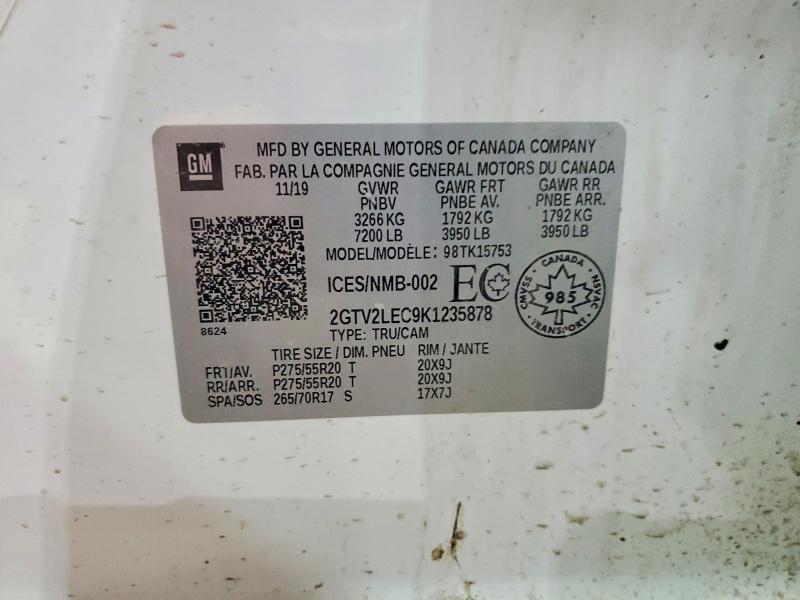 GM
MFD BY GENERAL MOTORS OF CANADA COMPANY
FAB. PAR LA COMPAGNIE GENERAL MOTORS DU CANADA
11/19 GVWR GAWR FRT GAWR RR
PNBV PNBE AV. PNBE ARR.
3266 KG 1792 KG 1792 KG
7200 LB 3950 LB 3950 LB
MODEL/MODÈLE: 98TK15753
ICES/NMB-002 EC
CANADA
CMVSS 985 NSVAC
TRANSPORT
8624
2GTV2LEC9K1235878
TYPE: TRU/CAM
TIRE SIZE / DIM. PNEU RIM / JANTE
FRT/AV. P275/55R20 T 20X9J
RR/ARR. P275/55R20 T 20X9J
SPA/SOS 265/70R17 S 17X7J